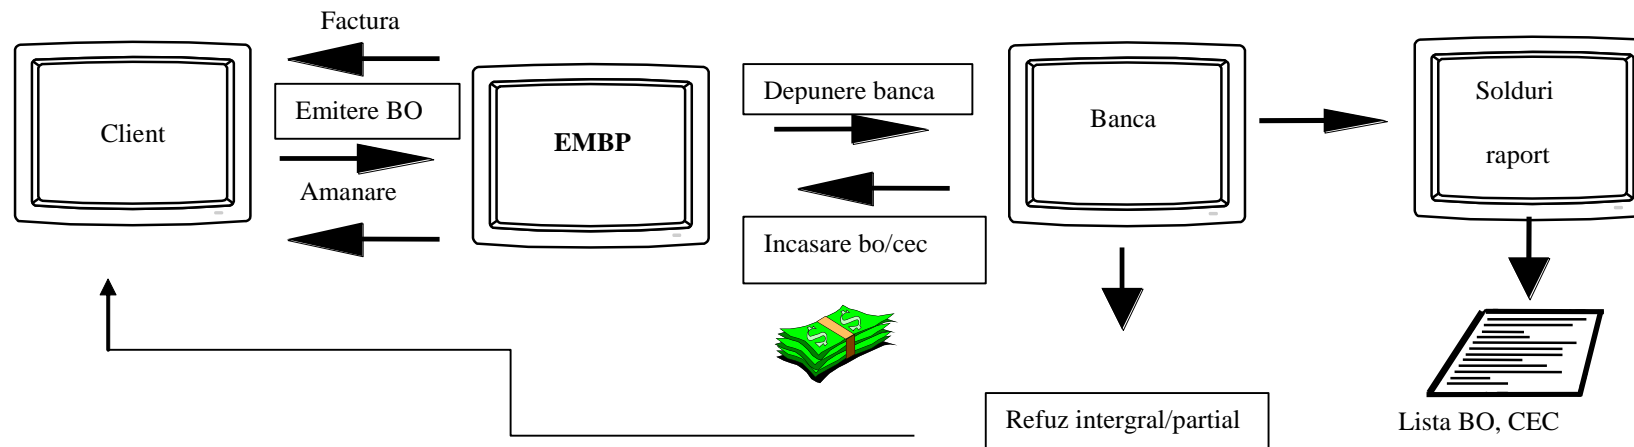 Factura
Emitere BO
Client
Amanare
EMBP
Depunere banca
Incasare bo/cec
Banca
Refuz intergral/partial
Solduri
raport
Lista BO, CEC